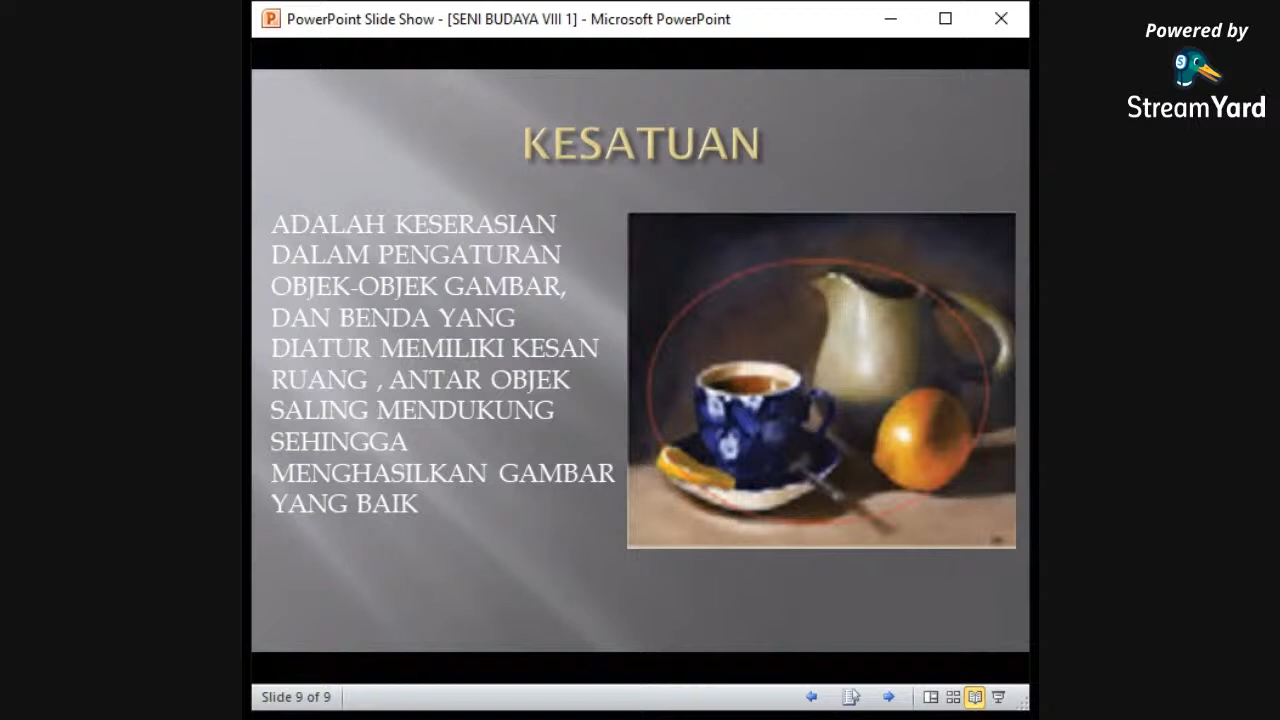 PowerPoint Slide Show - [SENI BUDAYA VIII 1] - Microsoft PowerPoint
Powered by
StreamYard
KESATUAN
ADALAH KESERASIAN
DALAM PENGATURAN
OBJEK-OBJEK GAMBAR,
DAN BENDA YANG
DIATUR MEMILIKI KESAN
RUANG , ANTAR OBJEK
SALING MENDUKUNG
SEHINGGA
MENGHASILKAN GAMBAR
YANG BAIK
Slide 9 of 9